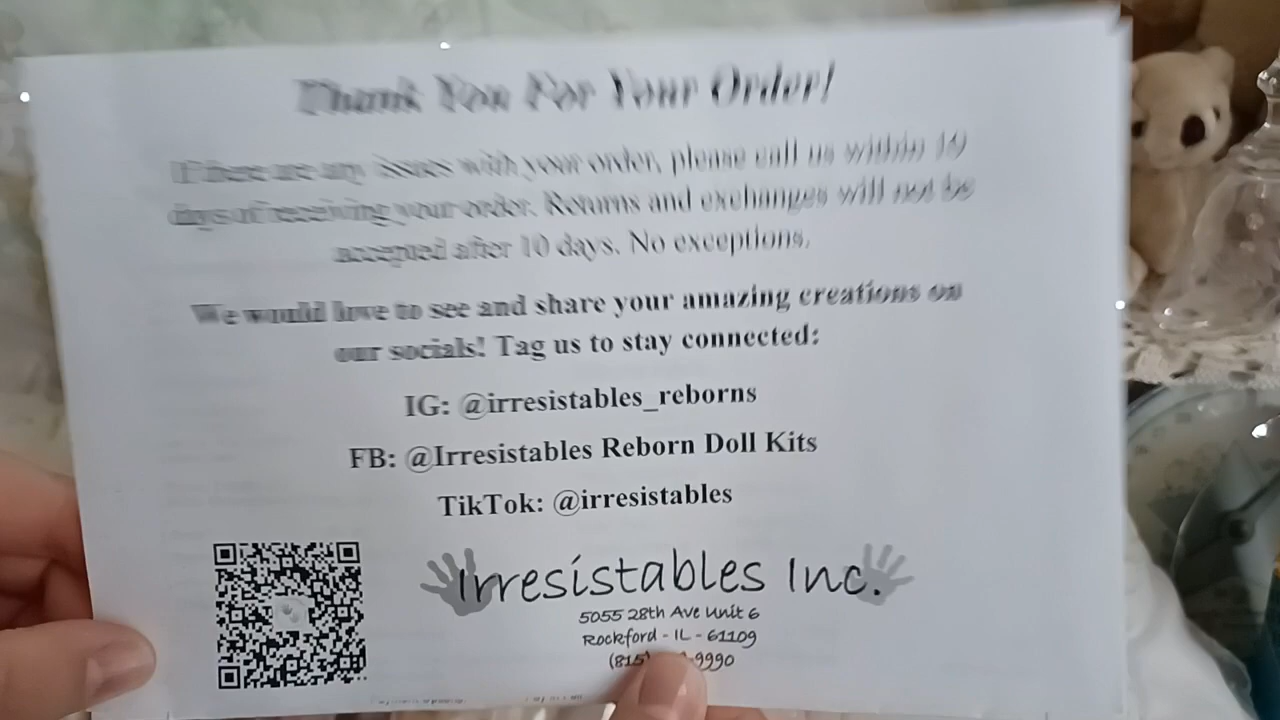 Thank You For Your Order!
If there are any issues with your order, please call us within 10
days of receiving your order. Returns and exchanges will not be
accepted after 10 days. No exceptions.
We would love to see and share your amazing creations on
our socials! Tag us to stay connected:
IG: @irresistables_reborns
FB: @Irresistables Reborn Doll Kits
TikTok: @irresistables
Irresistables Inc.
5055 28th Ave Unit 6
Rockford - IL - 61109
(815) -9990